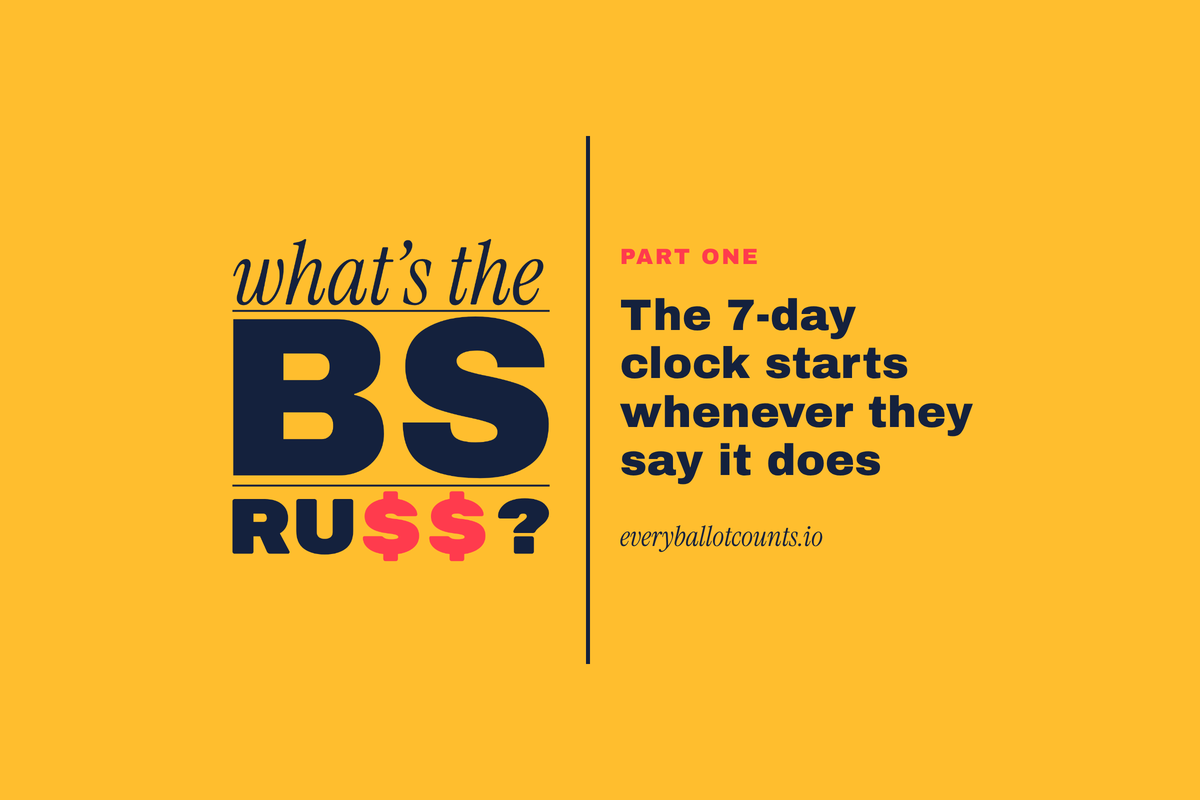 what's the
BS
RU$$?
PART ONE
The 7-day
clock starts
whenever they
say it does
everyballotcounts.io